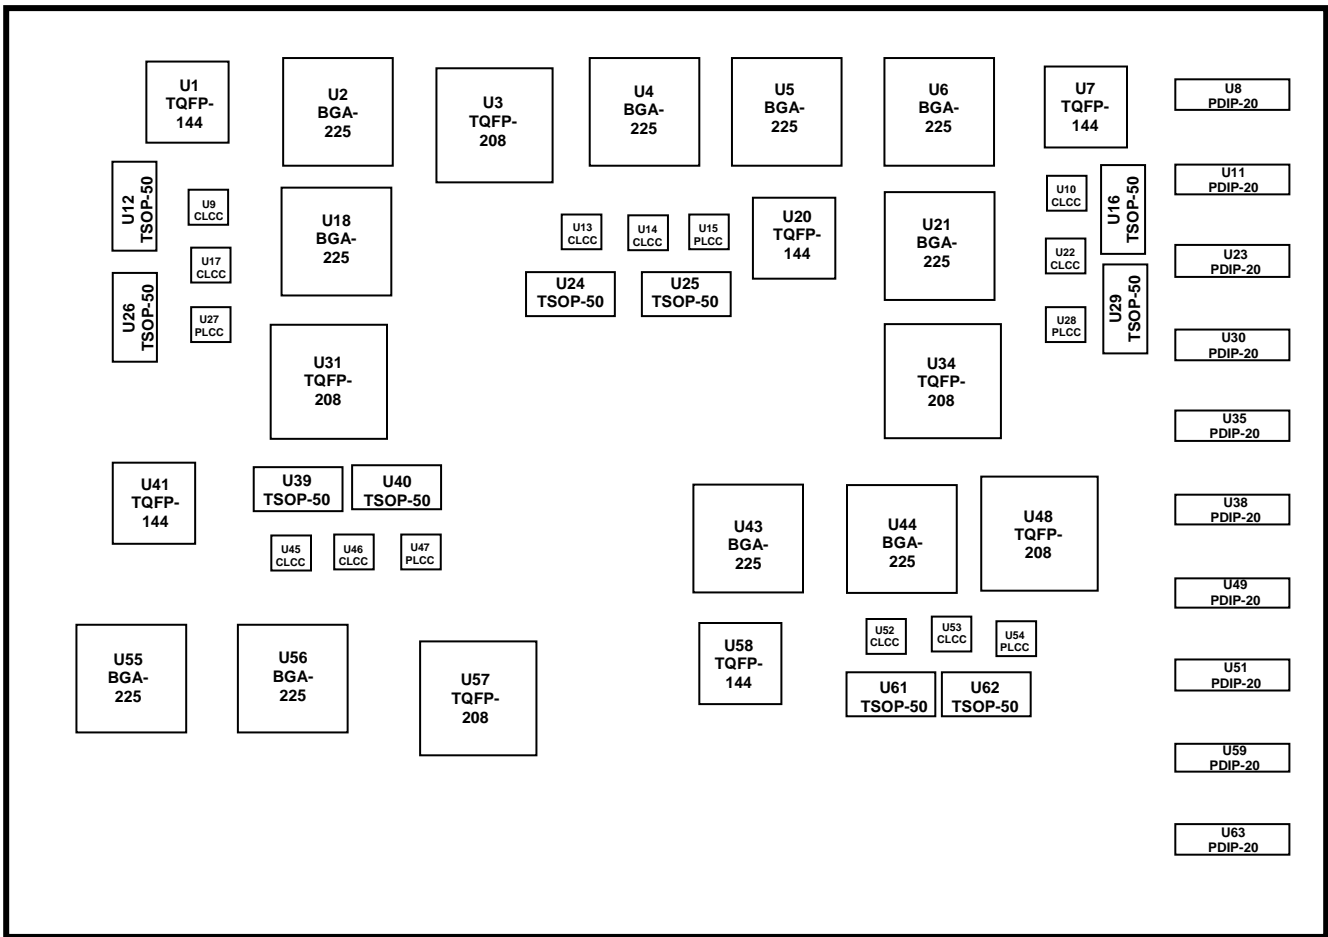 U1
TQFP-
144
U2
BGA-
225
U3
TQFP-
208
U4
BGA-
225
U5
BGA-
225
U6
BGA-
225
U7
TQFP-
144
U8
PDIP-20
U12
TSOP-50
U9
CLCC
U18
BGA-
225
U13
CLCC
U14
CLCC
U15
PLCC
U20
TQFP-
144
U21
BGA-
225
U10
CLCC
U16
TSOP-50
U11
PDIP-20
U17
CLCC
U22
CLCC
U23
PDIP-20
U26
TSOP-50
U27
PLCC
U24
TSOP-50
U25
TSOP-50
U28
PLCC
U29
TSOP-50
U30
PDIP-20
U31
TQFP-
208
U34
TQFP-
208
U35
PDIP-20
U41
TQFP-
144
U39
TSOP-50
U40
TSOP-50
U43
BGA-
225
U44
BGA-
225
U48
TQFP-
208
U38
PDIP-20
U45
CLCC
U46
CLCC
U47
PLCC
U49
PDIP-20
U55
BGA-
225
U56
BGA-
225
U57
TQFP-
208
U58
TQFP-
144
U52
CLCC
U53
CLCC
U54
PLCC
U51
PDIP-20
U61
TSOP-50
U62
TSOP-50
U59
PDIP-20
U63
PDIP-20